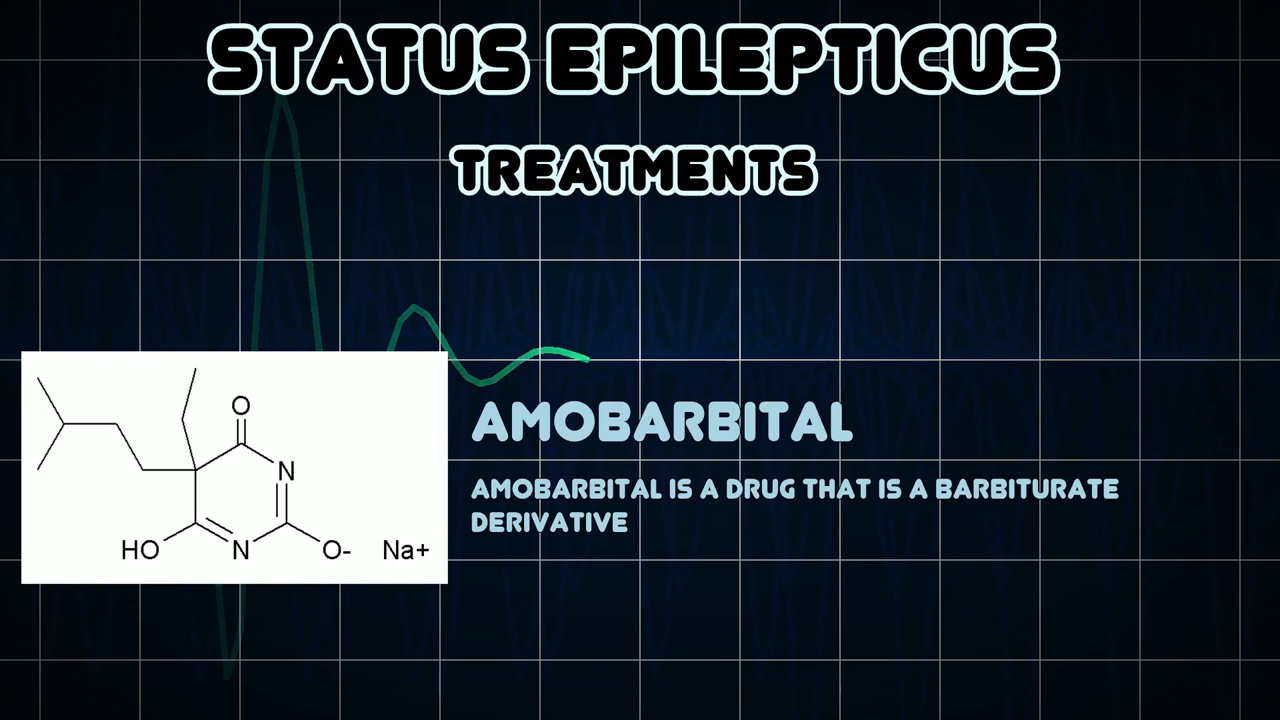 STATUS EPILEPTICUS
TREATMENTS
O
N
HO
N
O-
Na+
AMOBARBITAL
AMOBARBITAL IS A DRUG THAT IS A BARBITURATE
DERIVATIVE